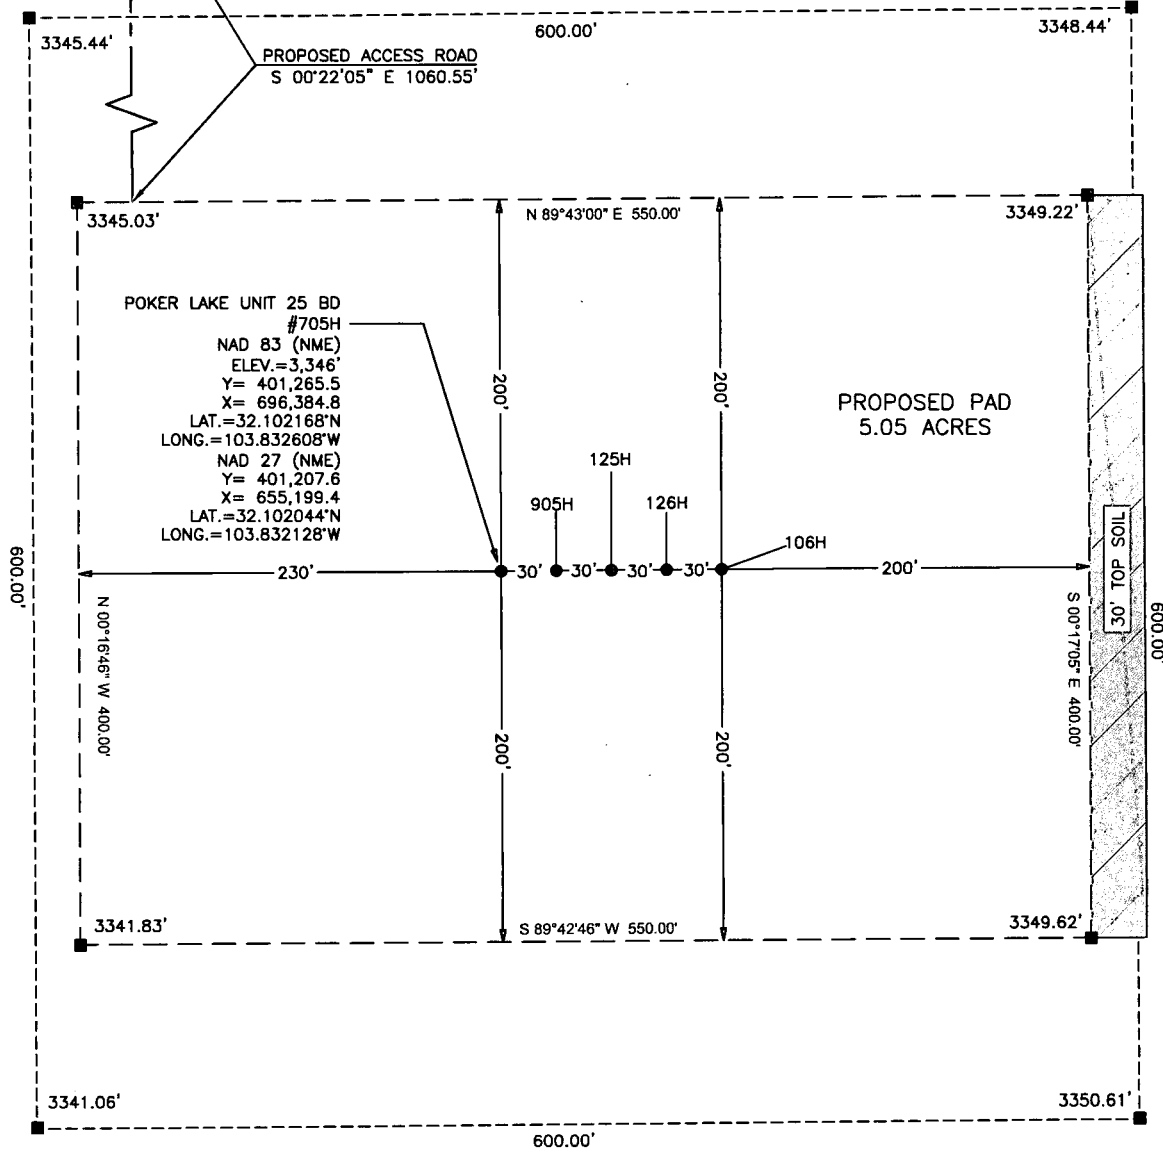 600.00'
3345.44'
3348.44'
PROPOSED ACCESS ROAD
S 00°22'05" E 1060.55'
3345.03'
N 89°43'00" E 550.00'
3349.22'
POKER LAKE UNIT 25 BD
#705H
NAD 83 (NME)
ELEV.=3,346'
Y= 401,265.5
X= 696,384.8
LAT.=32.102168°N
LONG.=103.832608°W
NAD 27 (NME)
Y= 401,207.6
X= 655,199.4
LAT.=32.102044°N
LONG.=103.832128°W
200'
200'
PROPOSED PAD
5.05 ACRES
125H
905H
126H
106H
230'
30'
30'
30'
30'
200'
600.00'
N 00°16'46" W 400.00'
S 00°17'05" E 400.00'
30' TOP SOIL
600.00'
200'
200'
3341.83'
S 89°42'46" W 550.00'
3349.62'
3341.06'
3350.61'
600.00'